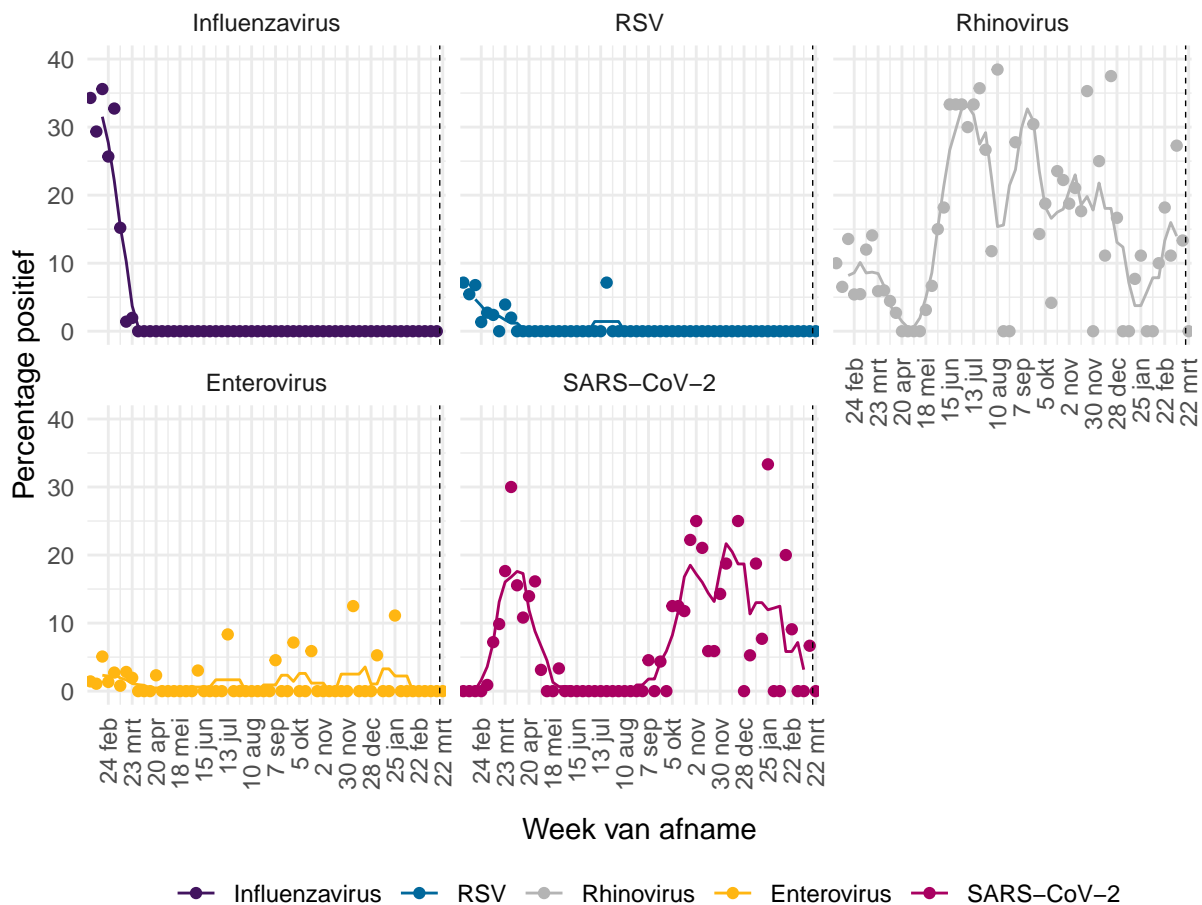 Influenzavirus
RSV
Rhinovirus
40
30
20
10
0
24 feb
23 mrt
20 apr
18 mei
15 jun
13 jul
10 aug
7 sep
5 okt
2 nov
30 nov
28 dec
25 jan
22 feb
22 mrt
Percentage positief
Enterovirus
SARS−CoV−2
40
30
20
10
0
24 feb
23 mrt
20 apr
18 mei
15 jun
13 jul
10 aug
7 sep
5 okt
2 nov
30 nov
28 dec
25 jan
22 feb
22 mrt
24 feb
23 mrt
20 apr
18 mei
15 jun
13 jul
10 aug
7 sep
5 okt
2 nov
30 nov
28 dec
25 jan
22 feb
22 mrt
Week van afname
Influenzavirus
RSV
Rhinovirus
Enterovirus
SARS−CoV−2